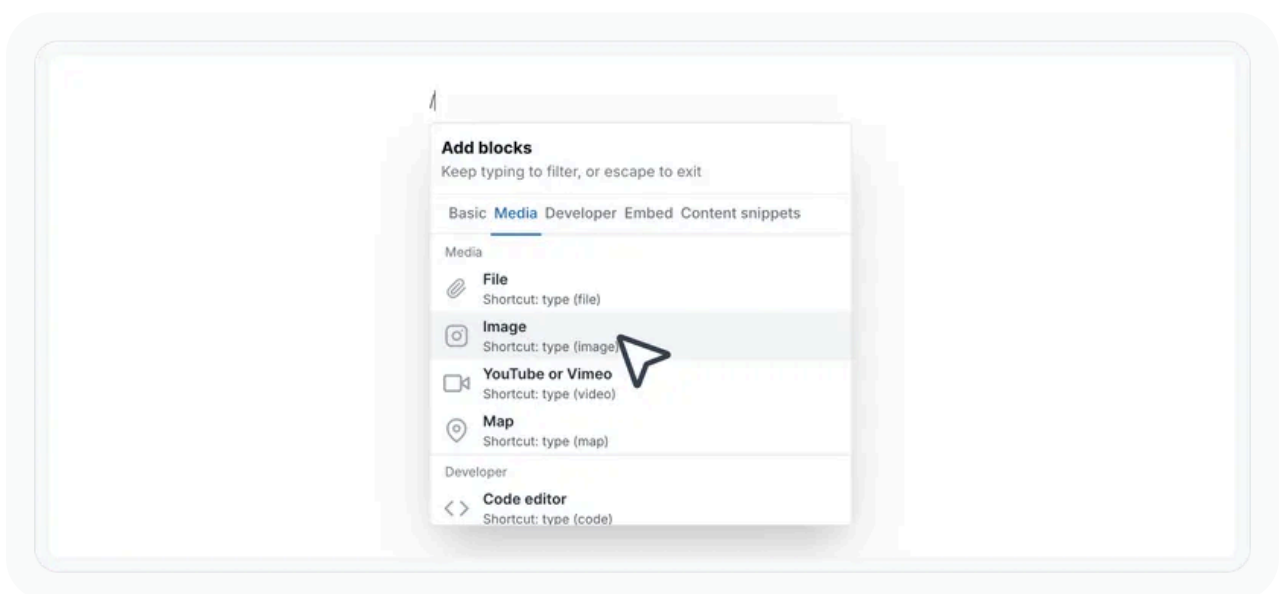 /
Add blocks
Keep typing to filter, or escape to exit
Basic Media Developer Embed Content snippets
Media
File
Shortcut: type (file)
Image
Shortcut: type (image)
YouTube or Vimeo
Shortcut: type (video)
Map
Shortcut: type (map)
Developer
Code editor
Shortcut: type (code)